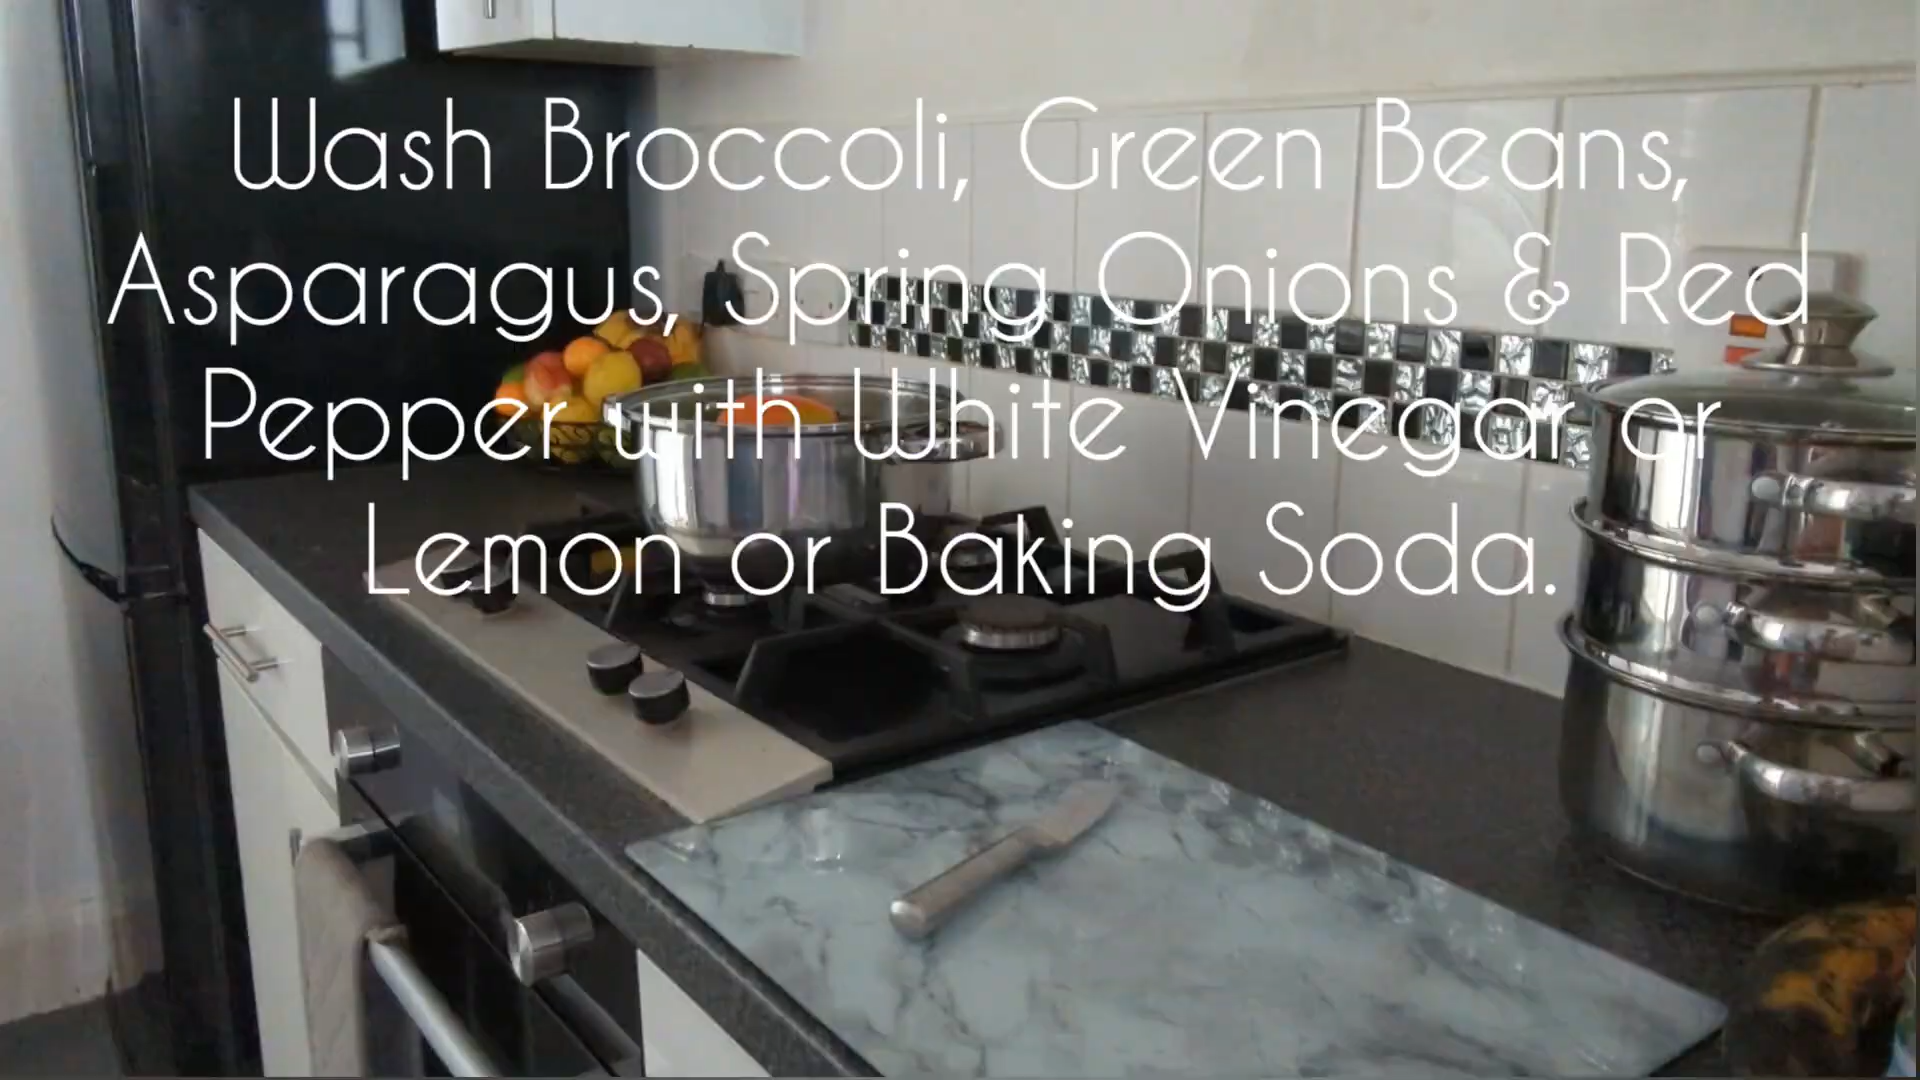 Wash Broccoli, Green Beans,
Asparagus, Spring Onions & Red
Pepper with White Vinegar or
Lemon or Baking Soda.